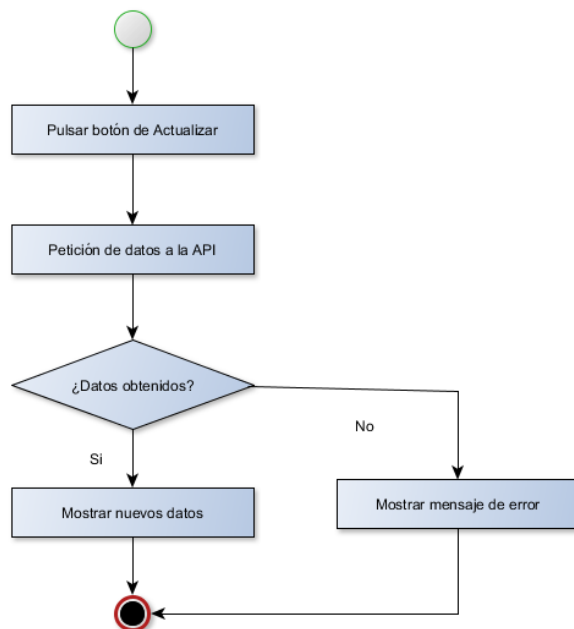 Pulsar botón de Actualizar
Petición de datos a la API
¿Datos obtenidos?
No
Si
Mostrar nuevos datos
Mostrar mensaje de error